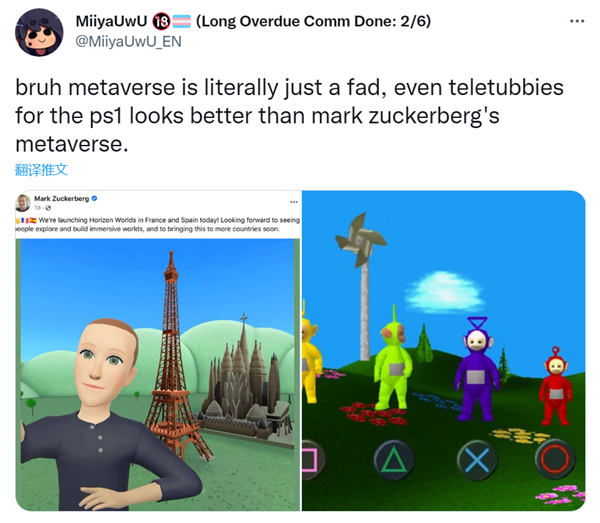 MiiyaUwU 🔞🏳️‍⚧️ (Long Overdue Comm Done: 2/6)
@MiiyaUwU_EN
bruh metaverse is literally just a fad, even teletubbies
for the ps1 looks better than mark zuckerberg's
metaverse.
翻译推文
Mark Zuckerberg
1d
🇫🇷🇪🇸 We're launching Horizon Worlds in France and Spain today! Looking forward to seeing
people explore and build immersive worlds, and to bringing this to more countries soon.